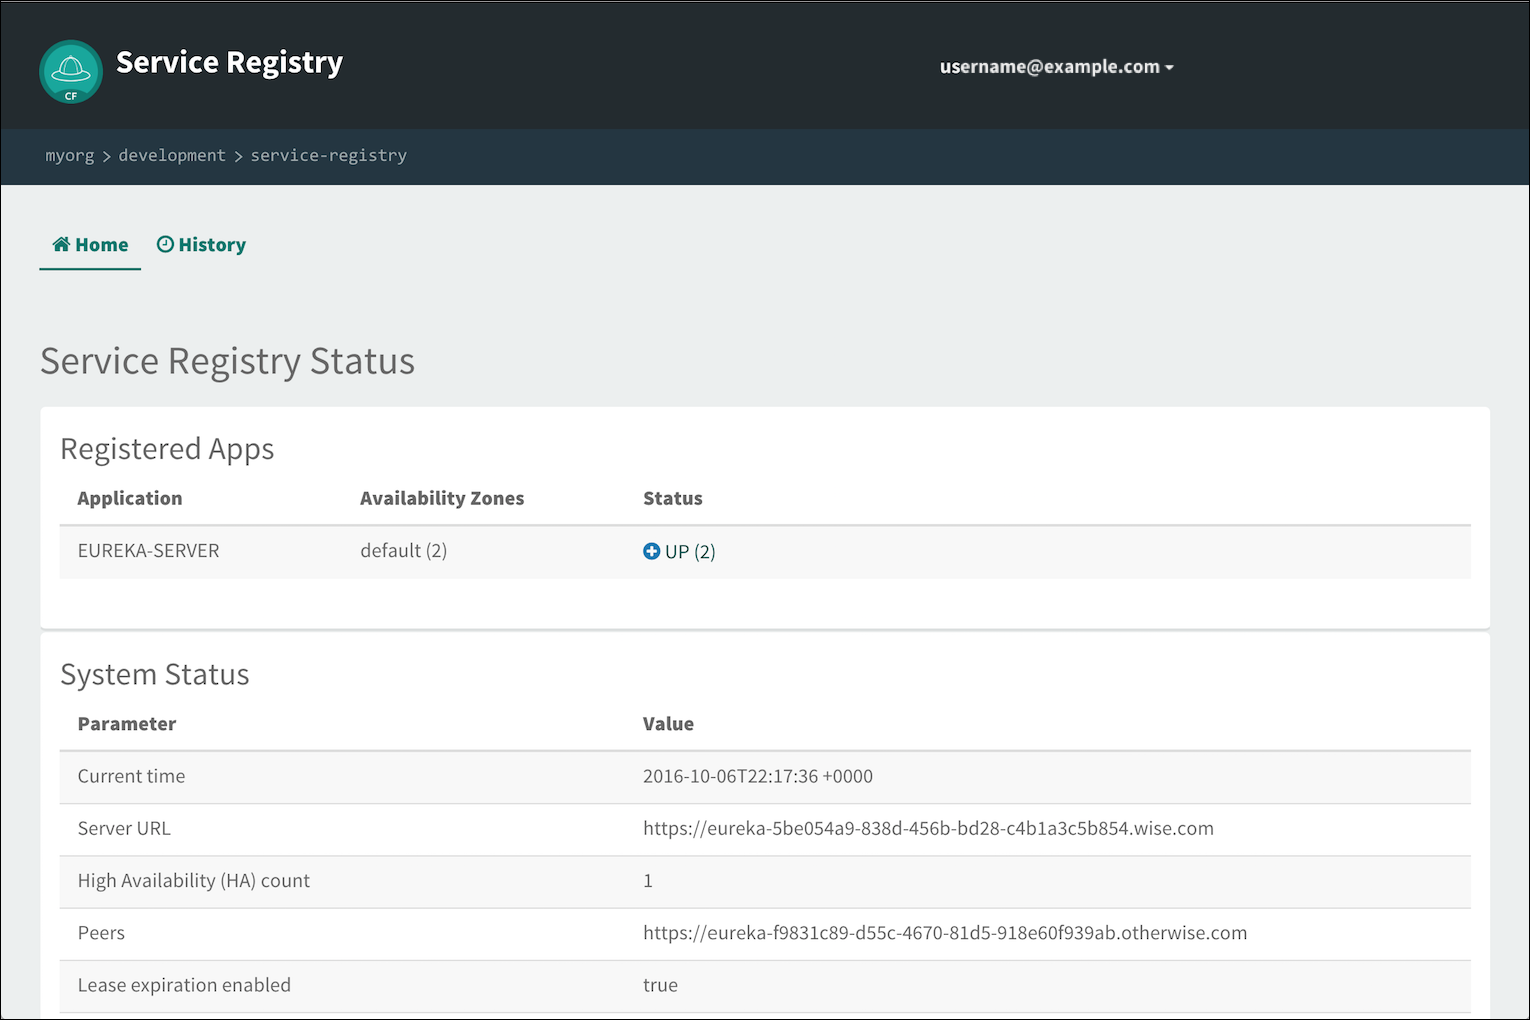 CF
Service Registry
username@example.com
myorg > development > service-registry
Home
History
Service Registry Status
Registered Apps
Application Availability Zones Status
EUREKA-SERVER default (2) UP (2)
System Status
Parameter Value
Current time 2016-10-06T22:17:36 +0000
Server URL https://eureka-5be054a9-838d-456b-bd28-c4b1a3c5b854.wise.com
High Availability (HA) count 1
Peers https://eureka-f9831c89-d55c-4670-81d5-918e60f939ab.otherwise.com
Lease expiration enabled true